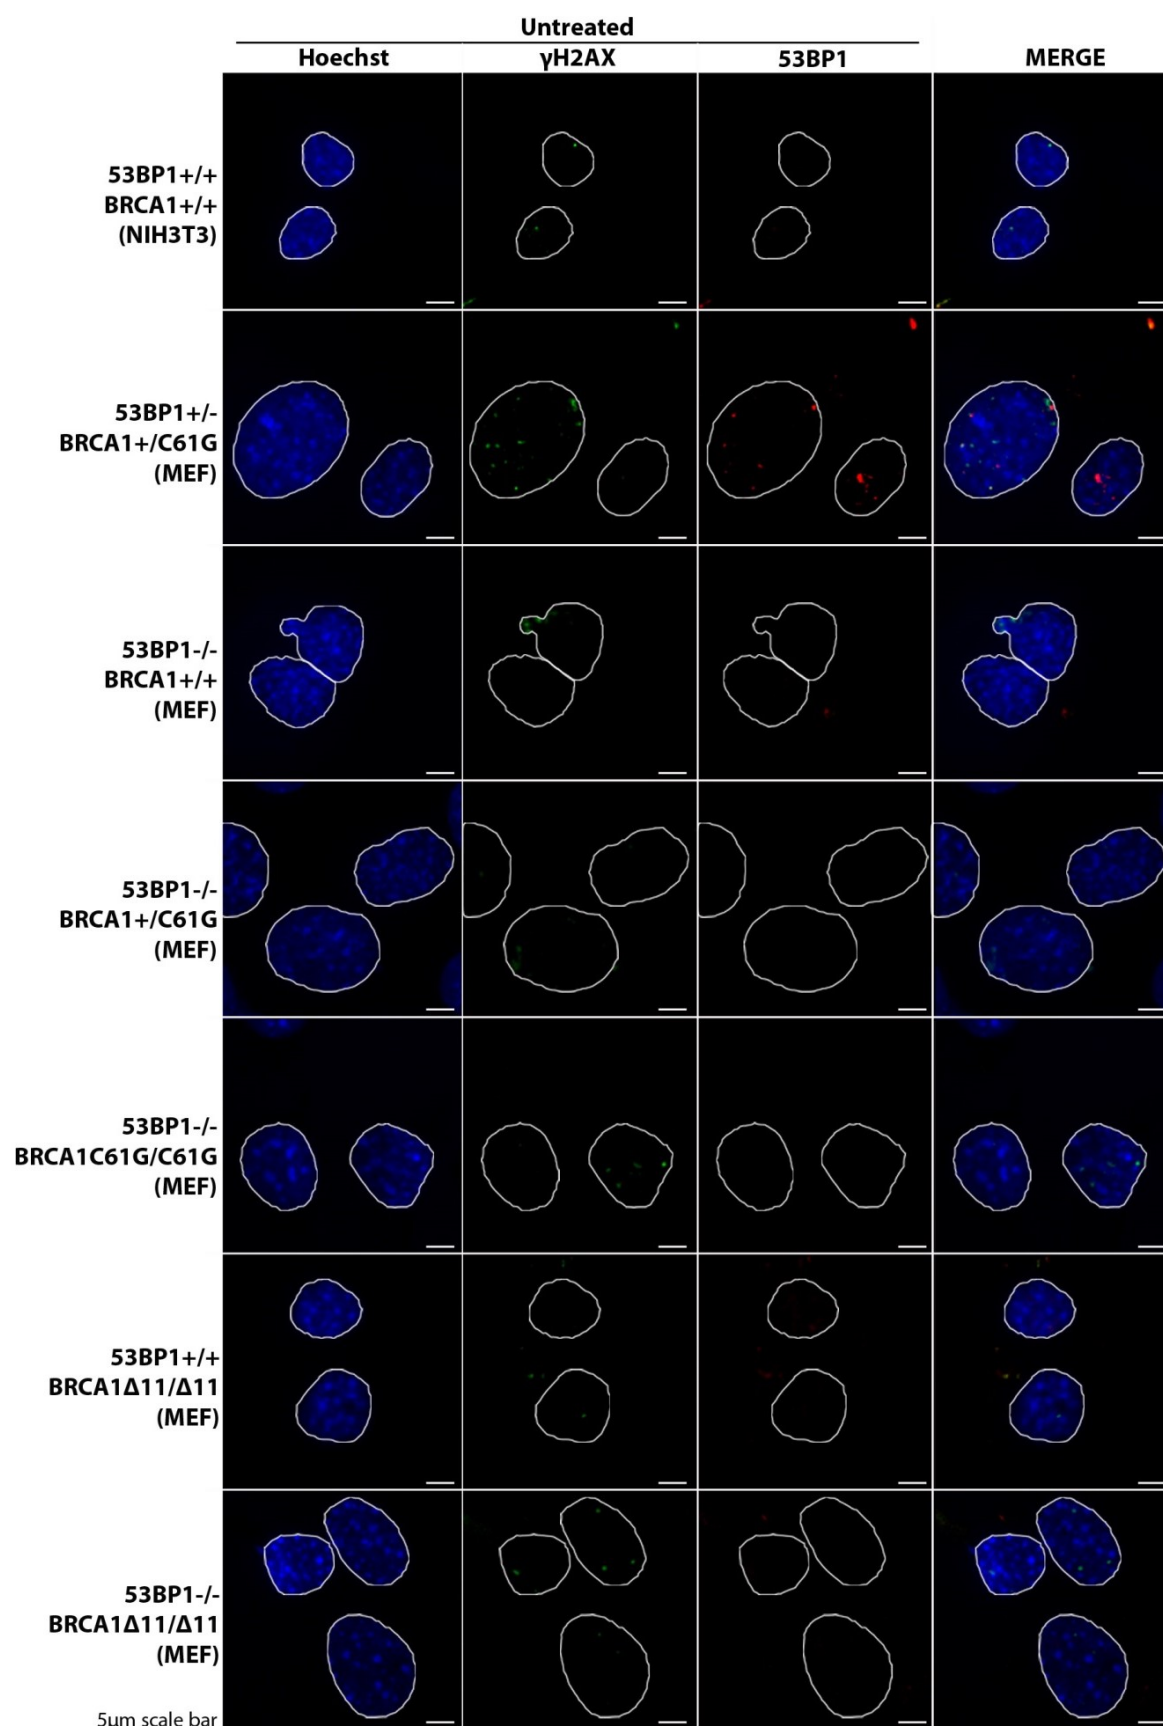 Untreated
Hoechst γH2AX 53BP1 MERGE
53BP1+/+
BRCA1+/+
(NIH3T3)
53BP1+/-
BRCA1+/C61G
(MEF)
53BP1-/-
BRCA1+/+
(MEF)
53BP1-/-
BRCA1+/C61G
(MEF)
53BP1-/-
BRCA1C61G/C61G
(MEF)
53BP1+/+
BRCA1Δ11/Δ11
(MEF)
53BP1-/-
BRCA1Δ11/Δ11
(MEF)
5μm scale bar